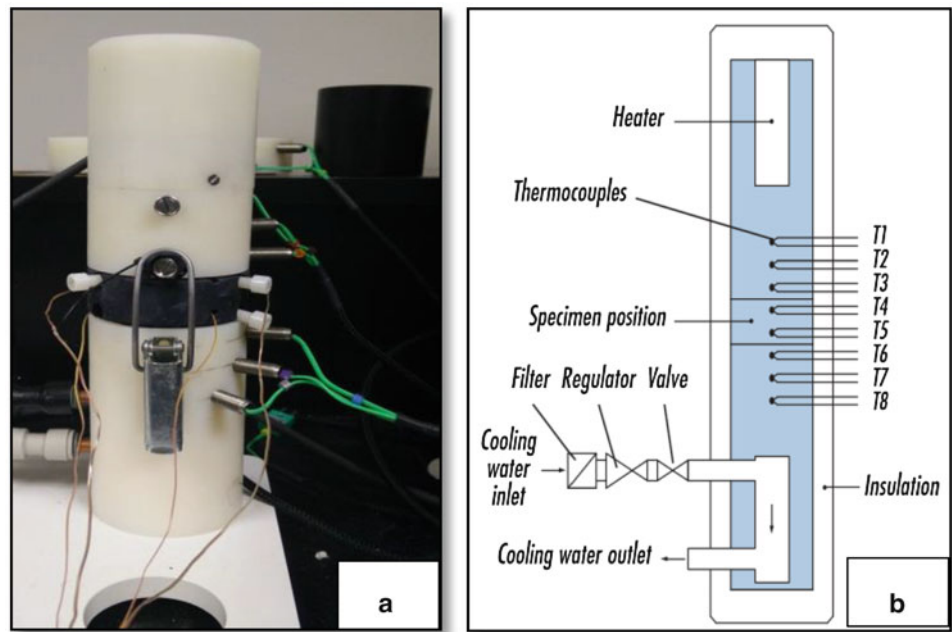 a
Heater
Thermocouples
T1
T2
T3
T4
Specimen position
T5
T6
Filter Regulator Valve
T7
T8
Cooling
water
inlet
Insulation
Cooling water outlet
b